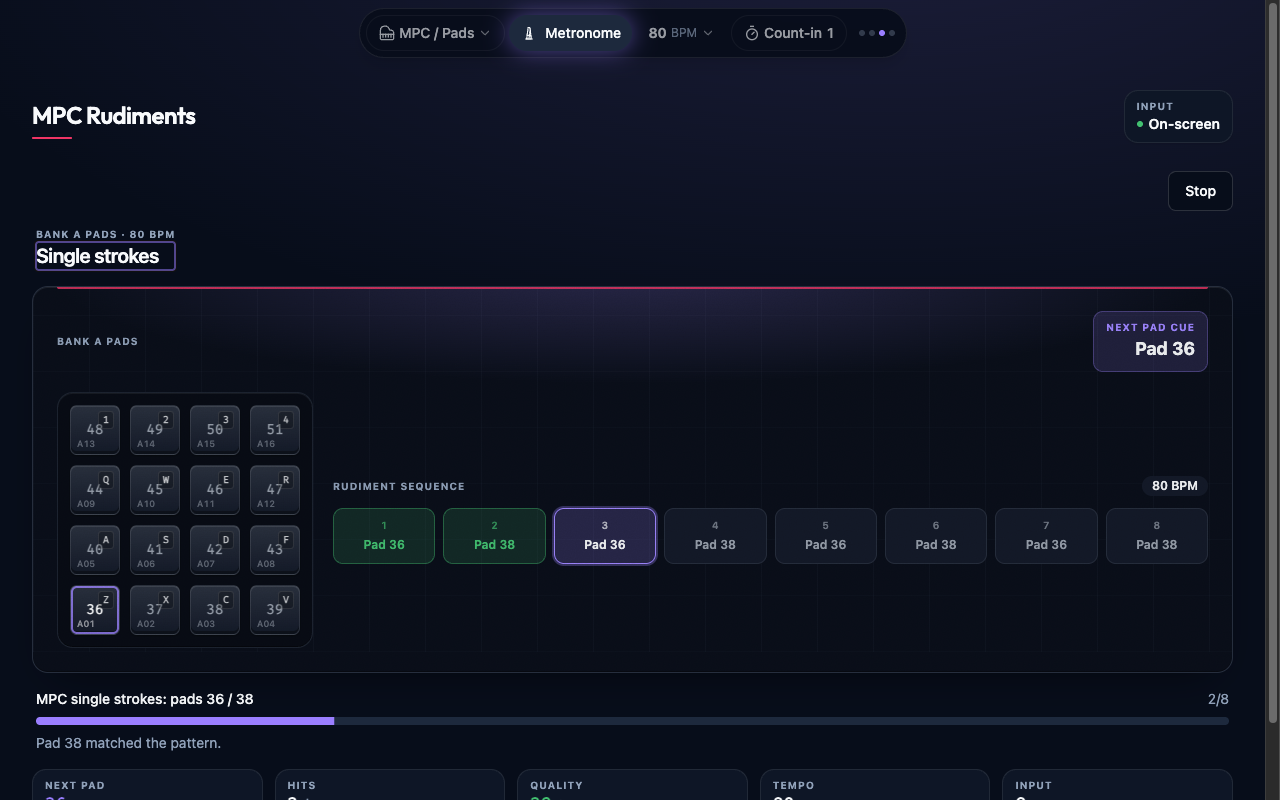 MPC / Pads Metronome 80 BPM Count-in 1
MPC Rudiments
INPUT
On-screen
Stop
BANK A PADS · 80 BPM
Single strokes
BANK A PADS
NEXT PAD CUE
Pad 36
48 1 A13
49 2 A14
50 3 A15
51 4 A16
44 Q A09
45 W A10
46 E A11
47 R A12
40 A A05
41 S A06
42 D A07
43 F A08
36 Z A01
37 X A02
38 C A03
39 V A04
RUDIMENT SEQUENCE
80 BPM
1 Pad 36
2 Pad 38
3 Pad 36
4 Pad 38
5 Pad 36
6 Pad 38
7 Pad 36
8 Pad 38
MPC single strokes: pads 36 / 38
2/8
Pad 38 matched the pattern.
NEXT PAD
HITS
QUALITY
TEMPO
INPUT